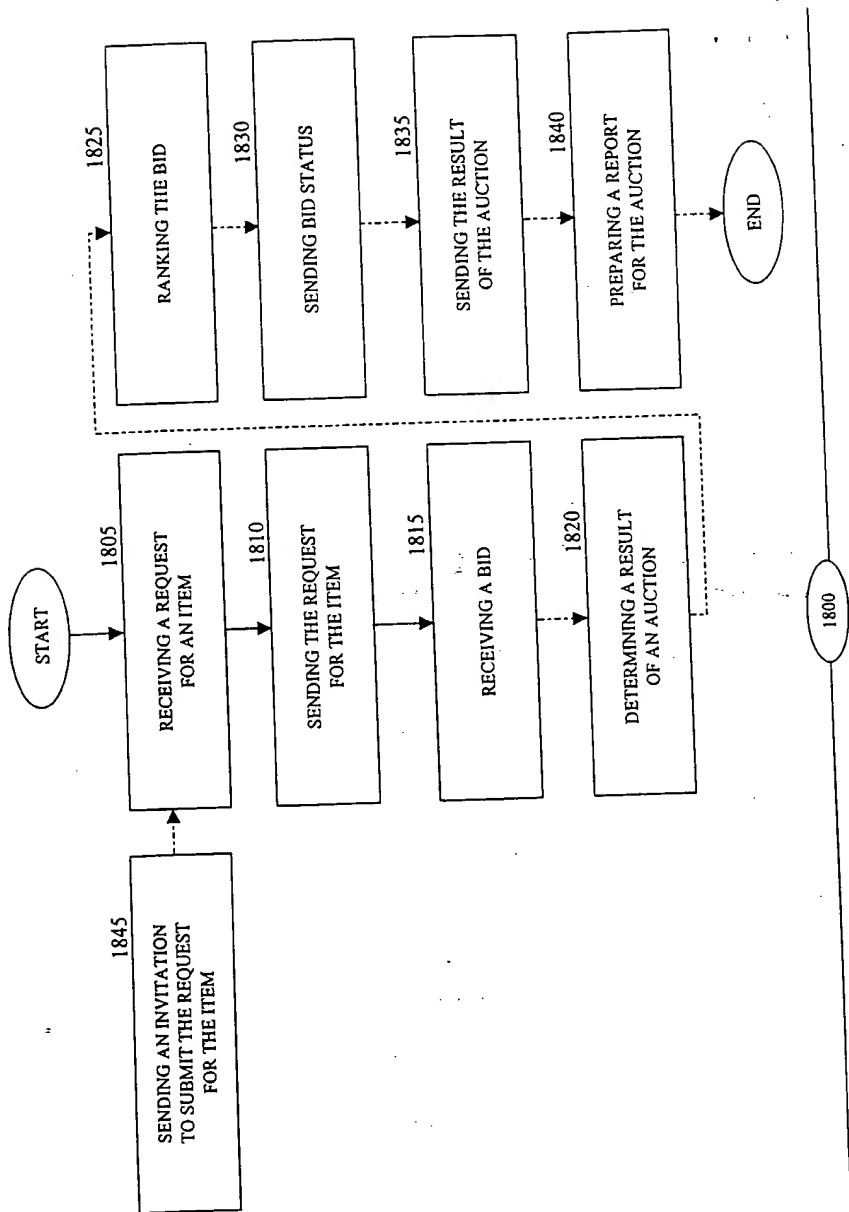 START
1845
SENDING AN INVITATION
TO SUBMIT THE REQUEST
FOR THE ITEM
1805
RECEIVING A REQUEST
FOR AN ITEM
1810
SENDING THE REQUEST
FOR THE ITEM
1815
RECEIVING A BID
1820
DETERMINING A RESULT
OF AN AUCTION
1825
RANKING THE BID
1830
SENDING BID STATUS
1835
SENDING THE RESULT
OF THE AUCTION
1840
PREPARING A REPORT
FOR THE AUCTION
END
1800